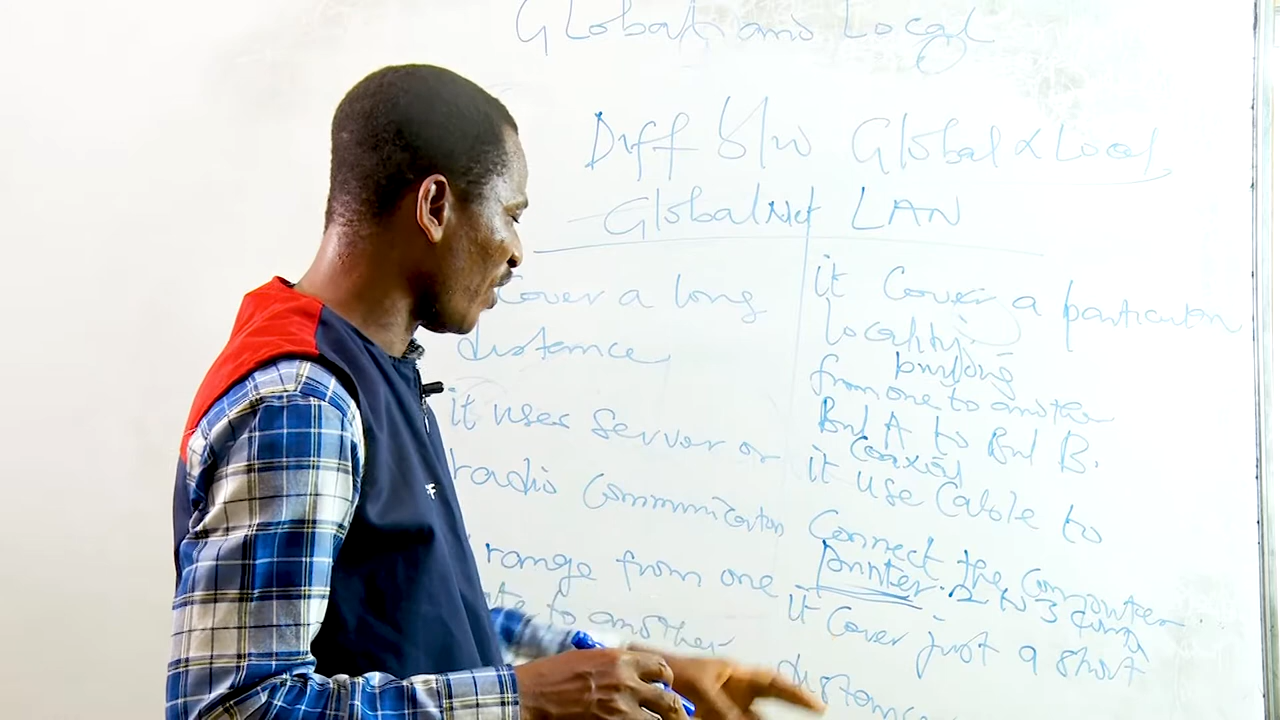 Global and Local
Diff b/w Global & Local
Global Net LAN
Cover a long
distance
it uses server or
radio Communication
range from one
to another
it Cover a particular
locality
building
from one to another
Bul A to Bul B.
Coaxial
it use Cable to
Connect the Computer
printer. 2 to 3
it Cover just a short
distance